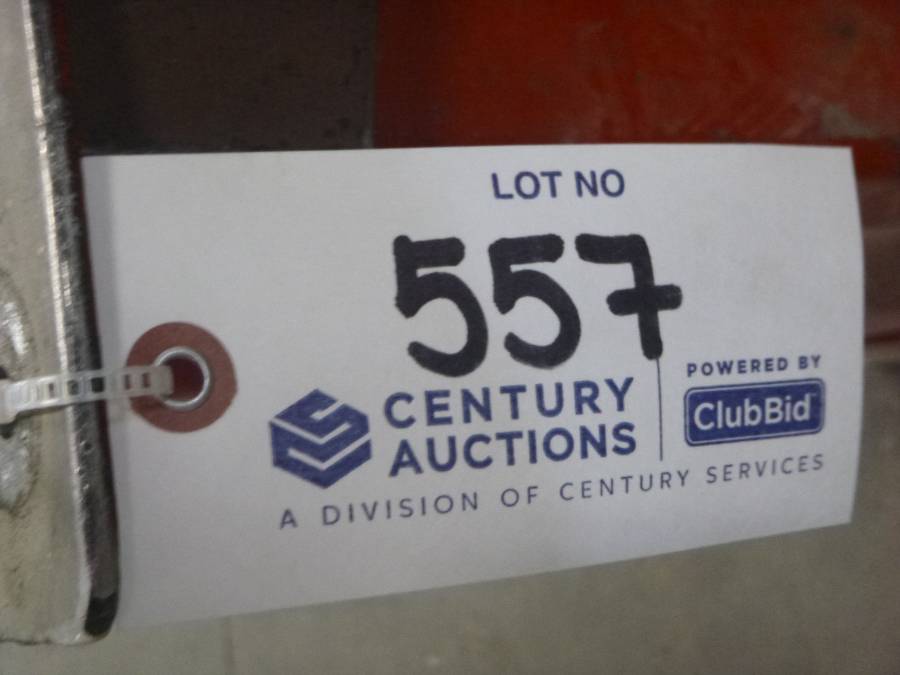 LOT NO
557
CENTURY
AUCTIONS
POWERED BY
ClubBid
A DIVISION OF CENTURY SERVICES